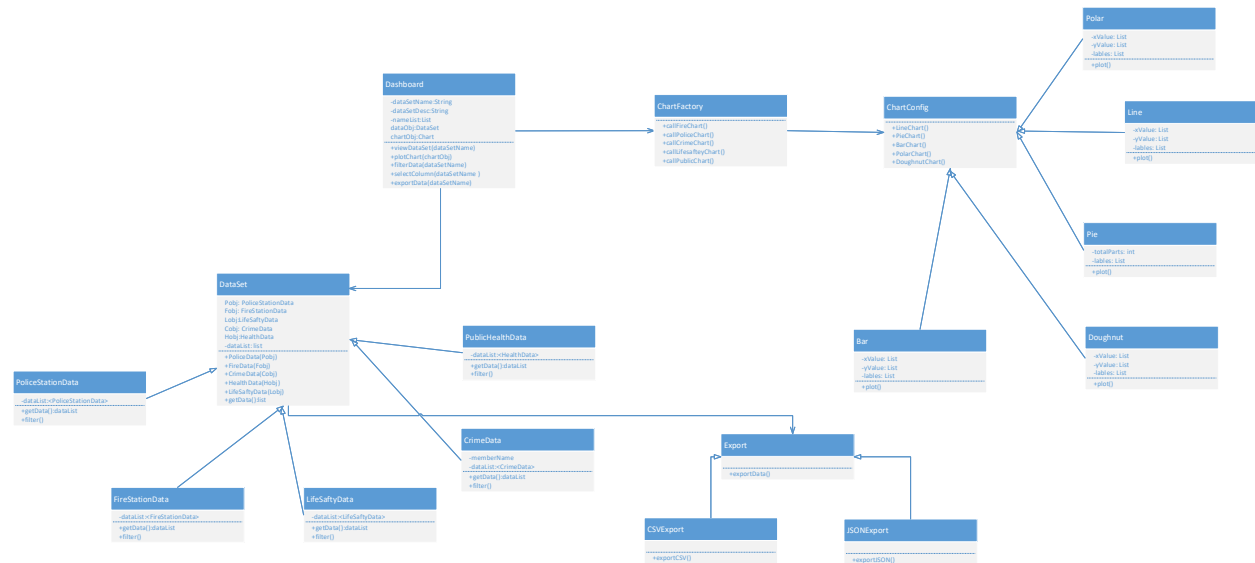 Polar
-xValue: List
-yValue: List
-lables: List
+plot()
Dashboard
-dataSetName:String
-dataSetDesc:String
-nameList:List
dataObj:DataSet
chartObj:Chart
+viewDataSet(dataSetName)
+plotChart(chartObj)
+filterData(dataSetName)
+selectColumn(dataSetName )
+exportData(dataSetName)
ChartFactory
+callFireChart()
+callPoliceChart()
+callCrimeChart()
+callLifesafteyChart()
+callPublicChart()
ChartConfig
+LineChart()
+PieChart()
+BarChart()
+PolarChart()
+DoughnutChart()
Line
-xValue: List
-yValue: List
-lables: List
+plot()
Pie
-totalParts: int
-lables: List
+plot()
DataSet
Pobj: PoliceStationData
Fobj: FireStationData
Lobj:LifeSaftyData
Cobj: CrimeData
Hobj:HealthData
-dataList: list
+PoliceData(Pobj)
+FireData(Fobj)
+CrimeData(Cobj)
+HealthData(Hobj)
+LifeSaftyData(Lobj)
+getData():list
PublicHealthData
-dataList:<HealthData>
+getData():dataList
+filter()
Bar
-xValue: List
-yValue: List
-lables: List
+plot()
Doughnut
-xValue: List
-yValue: List
-lables: List
+plot()
PoliceStationData
-dataList:<PoliceStationData>
+getData():dataList
+filter()
CrimeData
-memberName
-dataList:<CrimeData>
+getData():dataList
+filter()
Export
+exportData()
FireStationData
-dataList:<FireStationData>
+getData():dataList
+filter()
LifeSaftyData
-dataList:<LifeSaftyData>
+getData():dataList
+filter()
CSVExport
+exportCSV()
JSONExport
+exportJSON()